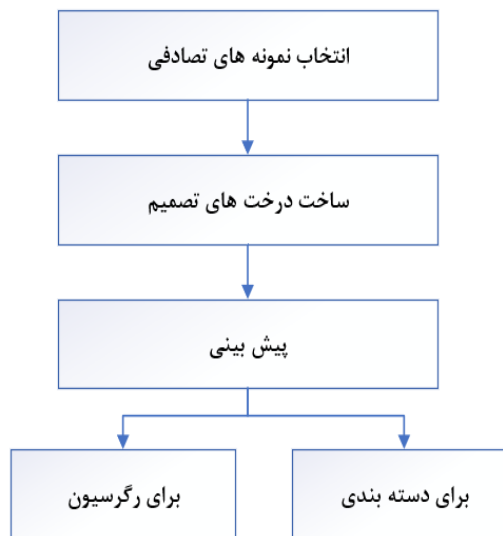 انتخاب نمونه های تصادفی
ساخت درخت های تصمیم
پیش بینی
برای دسته بندی
برای رگرسیون